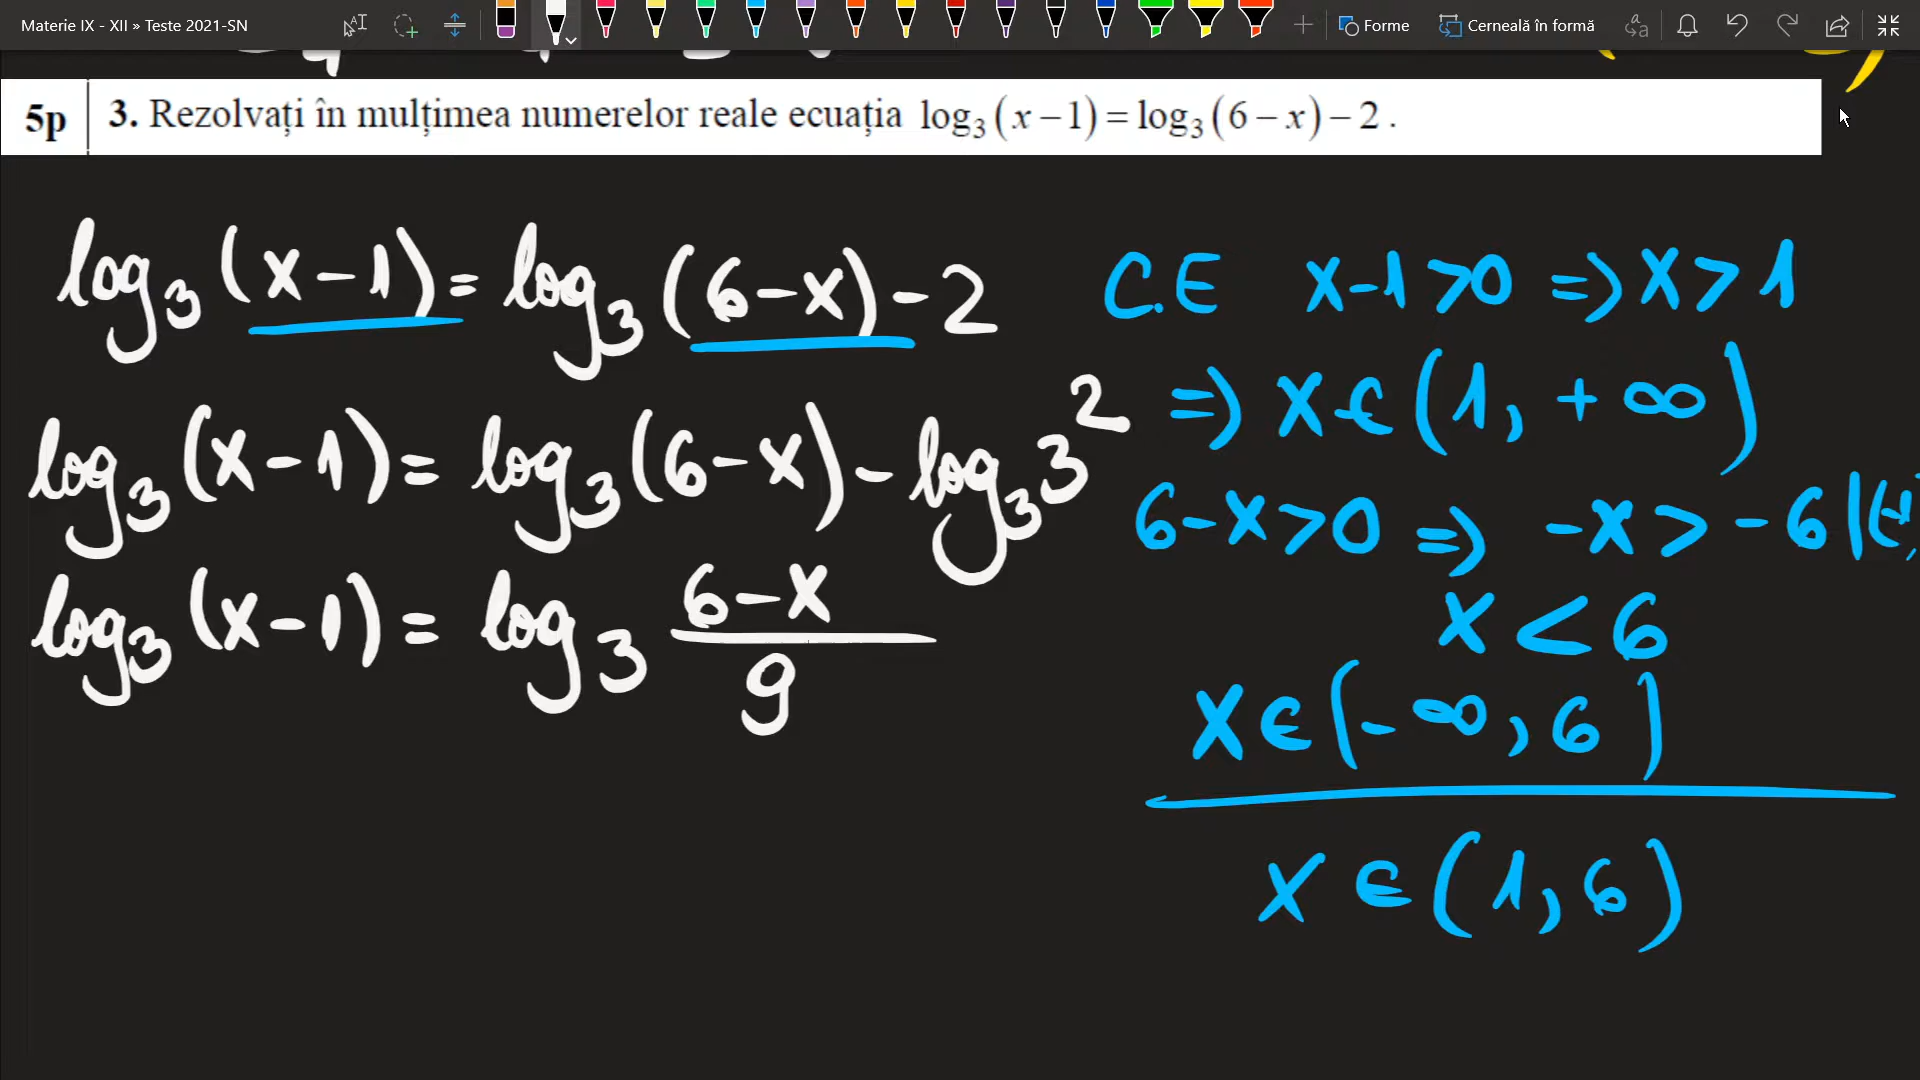 Materie IX - XII » Teste 2021-SN
Forme
Cerneală în formă
5p
3. Rezolvați în mulțimea numerelor reale ecuația log₃(x−1)=log₃(6−x)−2.
log₃(x−1)=log₃(6−x)−2
log₃(x−1)=log₃(6−x)−log₃3²
log₃(x−1)=log₃ (6−x)/9
C.E x−1>0 => x>1
=> x∈(1,+∞)
6−x>0 => −x>−6|(-1)
x<6
x∈(−∞,6)
x∈(1,6)